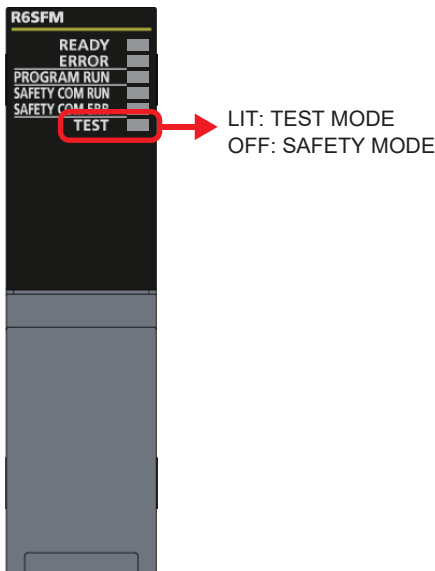 R6SFM
READY
ERROR
PROGRAM RUN
SAFETY COM RUN
SAFETY COM ERR
TEST
LIT: TEST MODE
OFF: SAFETY MODE